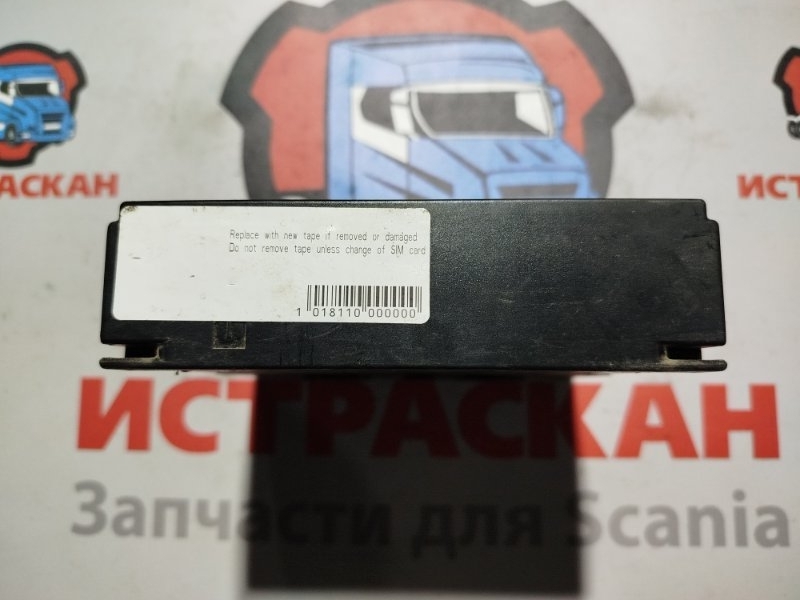 ИСТРАСКАН
ИСТРА
Replace with new tape if removed or damaged
Do not remove tape unless change of SIM card
1 018110 000000
ИСТРАСКАН
Запчасти для Scania